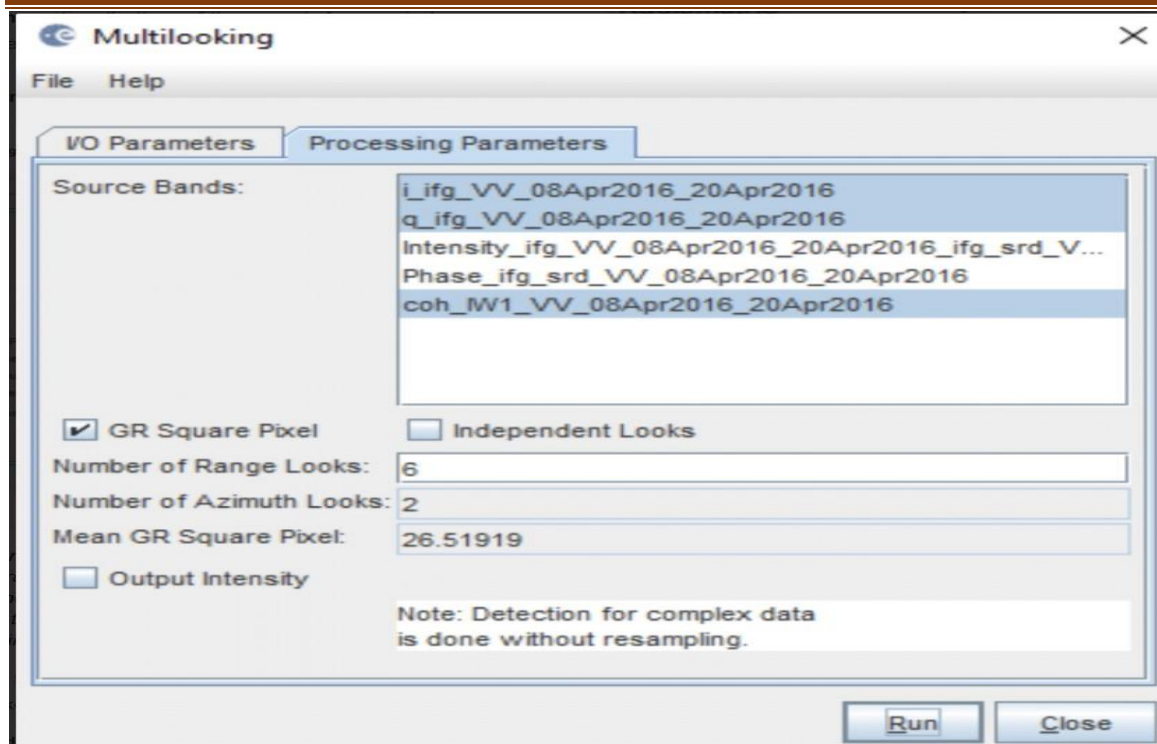 Multilooking
File Help
I/O Parameters Processing Parameters
Source Bands: i_ifg_VV_08Apr2016_20Apr2016
q_ifg_VV_08Apr2016_20Apr2016
Intensity_ifg_VV_08Apr2016_20Apr2016_ifg_srd_V...
Phase_ifg_srd_VV_08Apr2016_20Apr2016
coh_IW1_VV_08Apr2016_20Apr2016
GR Square Pixel Independent Looks
Number of Range Looks: 6
Number of Azimuth Looks: 2
Mean GR Square Pixel: 26.51919
Output Intensity
Note: Detection for complex data
is done without resampling.
Run Close